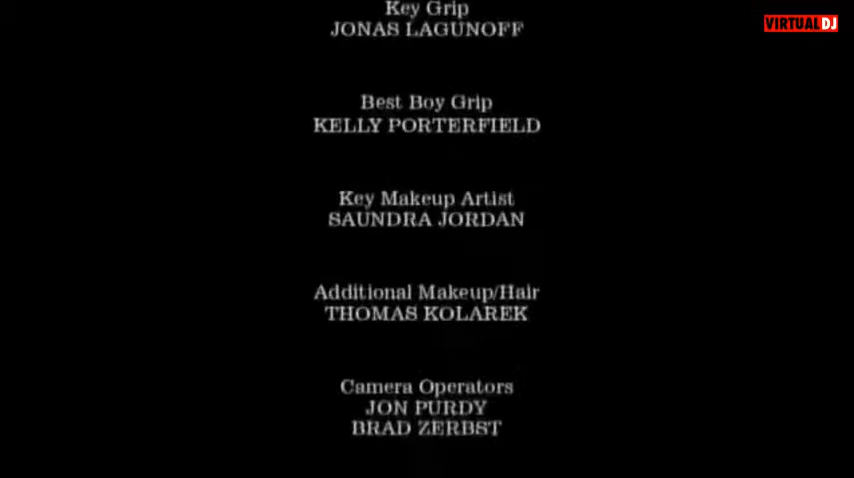 Key Grip
VIRTUALDJ
JONAS LAGUNOFF
Best Boy Grip
KELLY PORTERFIELD
Key Makeup Artist
SAUNDRA JORDAN
Additional Makeup/Hair
THOMAS KOLAREK
Camera Operators
JON PURDY
BRAD ZERBST